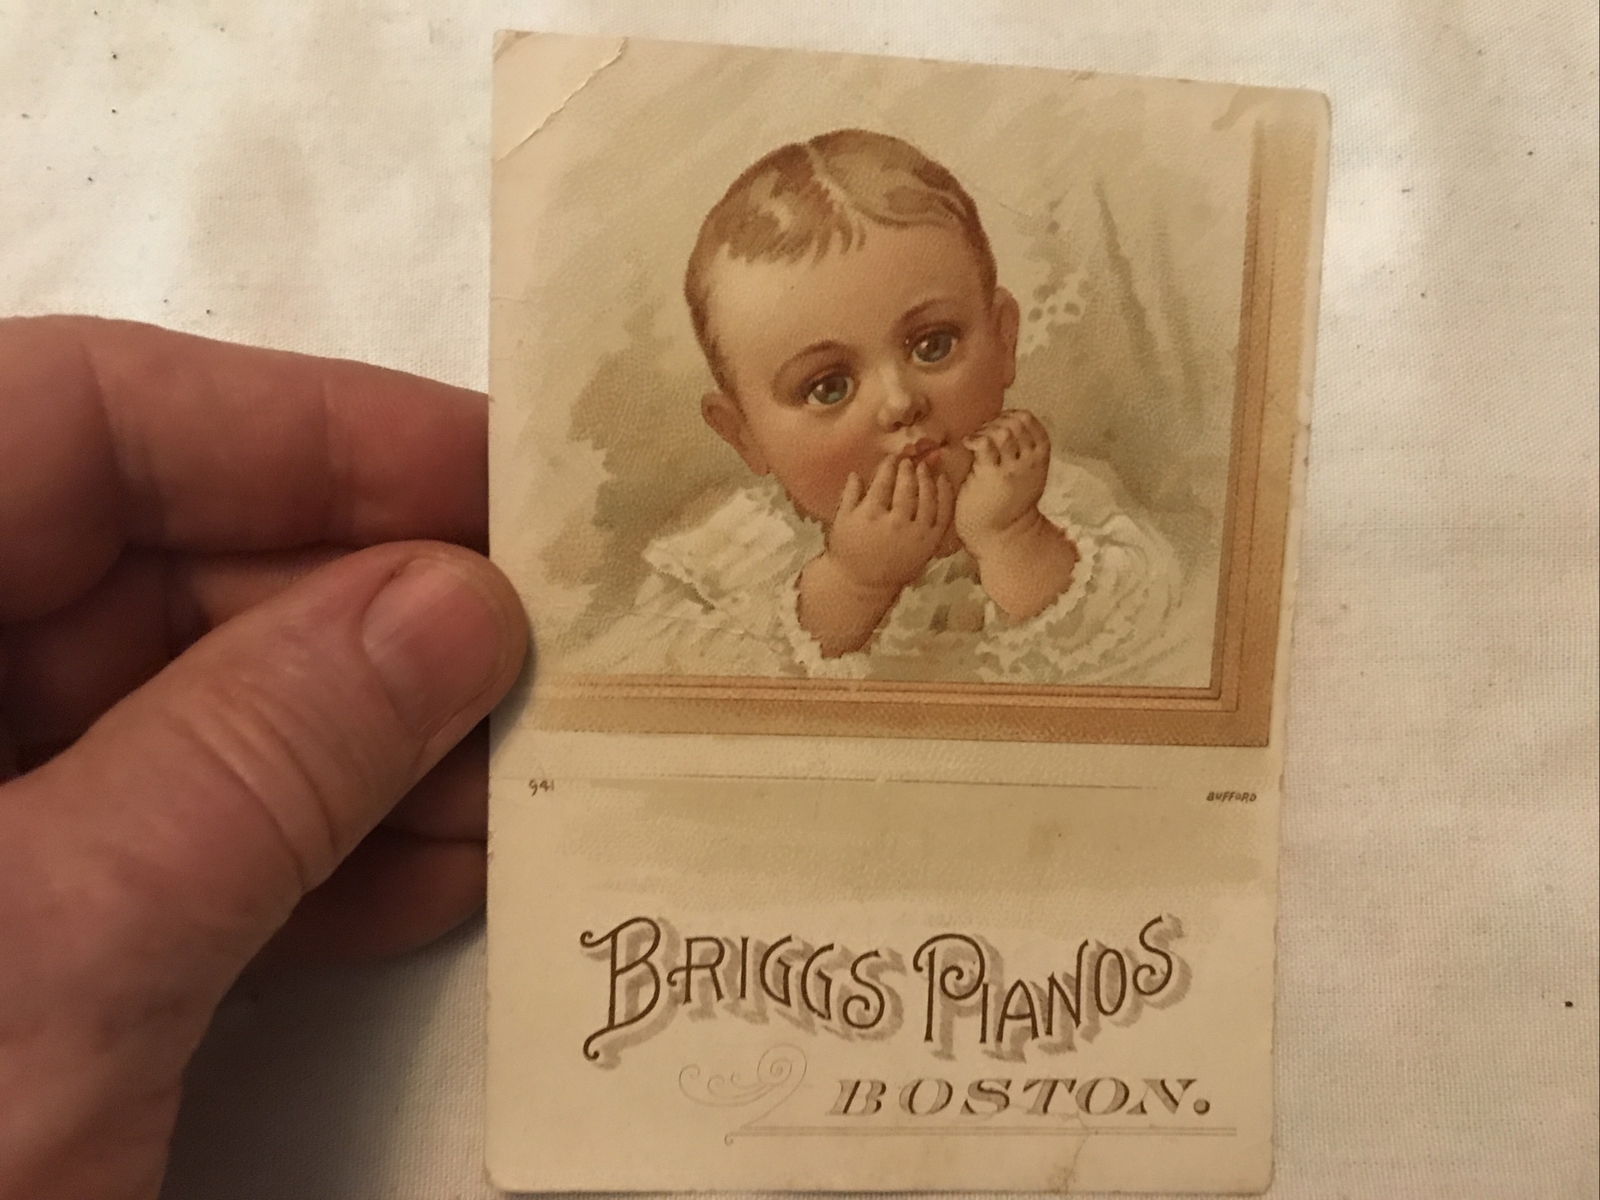 941
BUFFORD
BRIGGS PIANOS
BOSTON.